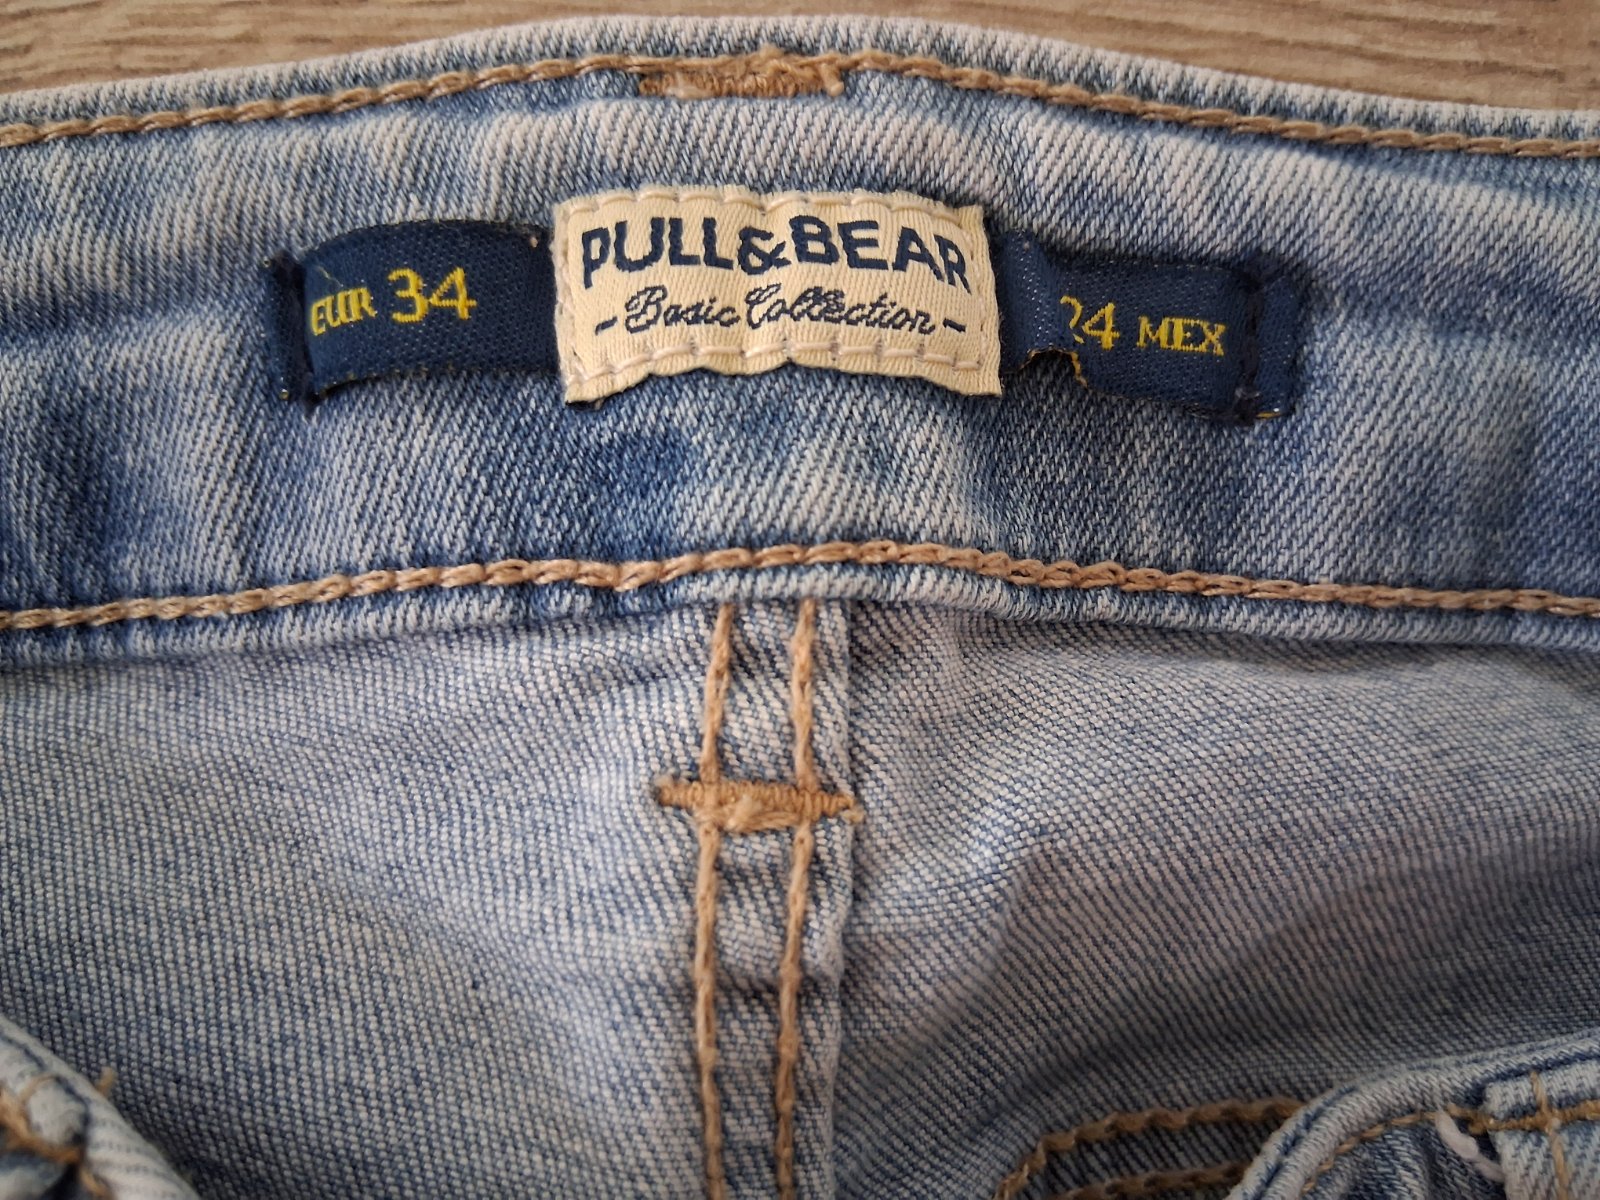 EUR 34
PULL&BEAR
- Basic Collection -
24 MEX